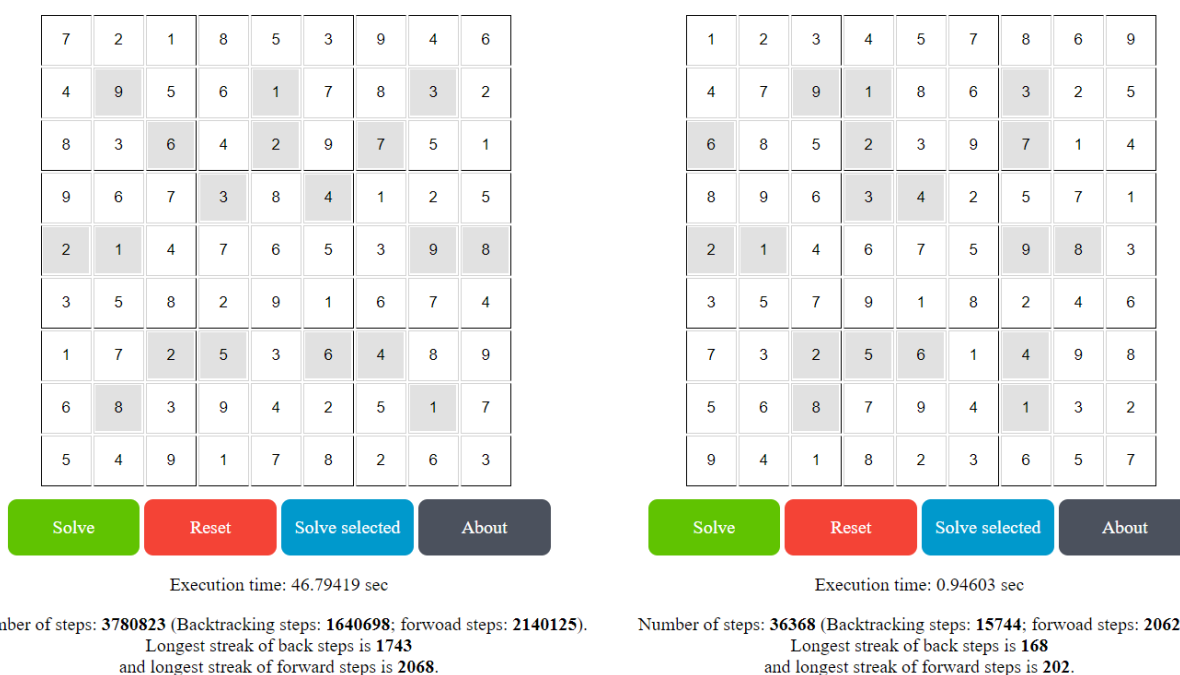 7 2 1 8 5 3 9 4 6
4 9 5 6 1 7 8 3 2
8 3 6 4 2 9 7 5 1
9 6 7 3 8 4 1 2 5
2 1 4 7 6 5 3 9 8
3 5 8 2 9 1 6 7 4
1 7 2 5 3 6 4 8 9
6 8 3 9 4 2 5 1 7
5 4 9 1 7 8 2 6 3
Solve Reset Solve selected About
Execution time: 46.79419 sec
mber of steps: 3780823 (Backtracking steps: 1640698; forwoad steps: 2140125).
Longest streak of back steps is 1743
and longest streak of forward steps is 2068.
1 2 3 4 5 7 8 6 9
4 7 9 1 8 6 3 2 5
6 8 5 2 3 9 7 1 4
8 9 6 3 4 2 5 7 1
2 1 4 6 7 5 9 8 3
3 5 7 9 1 8 2 4 6
7 3 2 5 6 1 4 9 8
5 6 8 7 9 4 1 3 2
9 4 1 8 2 3 6 5 7
Solve Reset Solve selected About
Execution time: 0.94603 sec
Number of steps: 36368 (Backtracking steps: 15744; forwoad steps: 2062
Longest streak of back steps is 168
and longest streak of forward steps is 202.